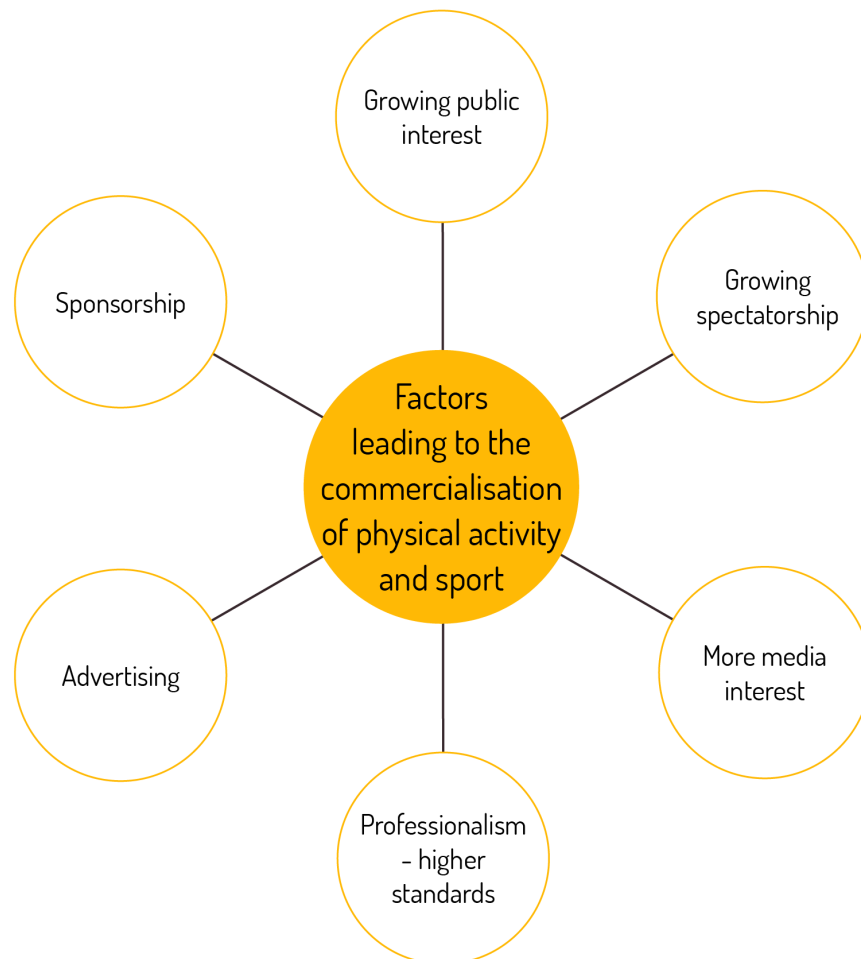 Growing public
interest
Sponsorship
Growing
spectatorship
Factors
leading to the
commercialisation
of physical activity
and sport
Advertising
More media
interest
Professionalism
- higher
standards